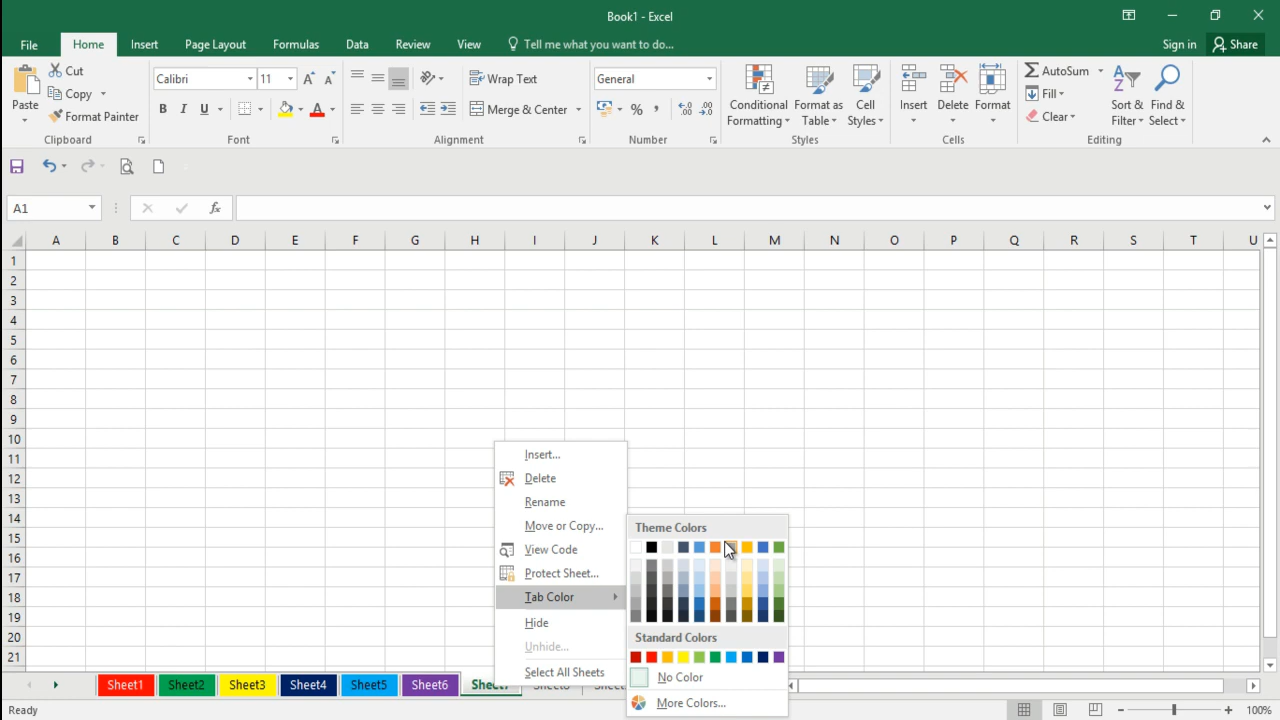 Book1 - Excel
File Home Insert Page Layout Formulas Data Review View Tell me what you want to do... Sign in Share
Paste Cut Copy Format Painter Clipboard
Calibri 11 B I U A A A Font
Wrap Text Merge & Center Alignment
General % , .0 .00 Number
Conditional Formatting Format as Table Cell Styles Styles
Insert Delete Format Cells
AutoSum Fill Clear Sort & Filter Find & Select Editing
A1 fx
A B C D E F G H I J K L M N O P Q R S T U
1
2
3
4
5
6
7
8
9
10
11
12
13
14
15
16
17
18
19
20
21
Insert...
Delete
Rename
Move or Copy...
View Code
Protect Sheet...
Tab Color
Hide
Unhide...
Select All Sheets
Theme Colors
Standard Colors
No Color
More Colors...
Sheet1 Sheet2 Sheet3 Sheet4 Sheet5 Sheet6 Sheet7
Ready 100%